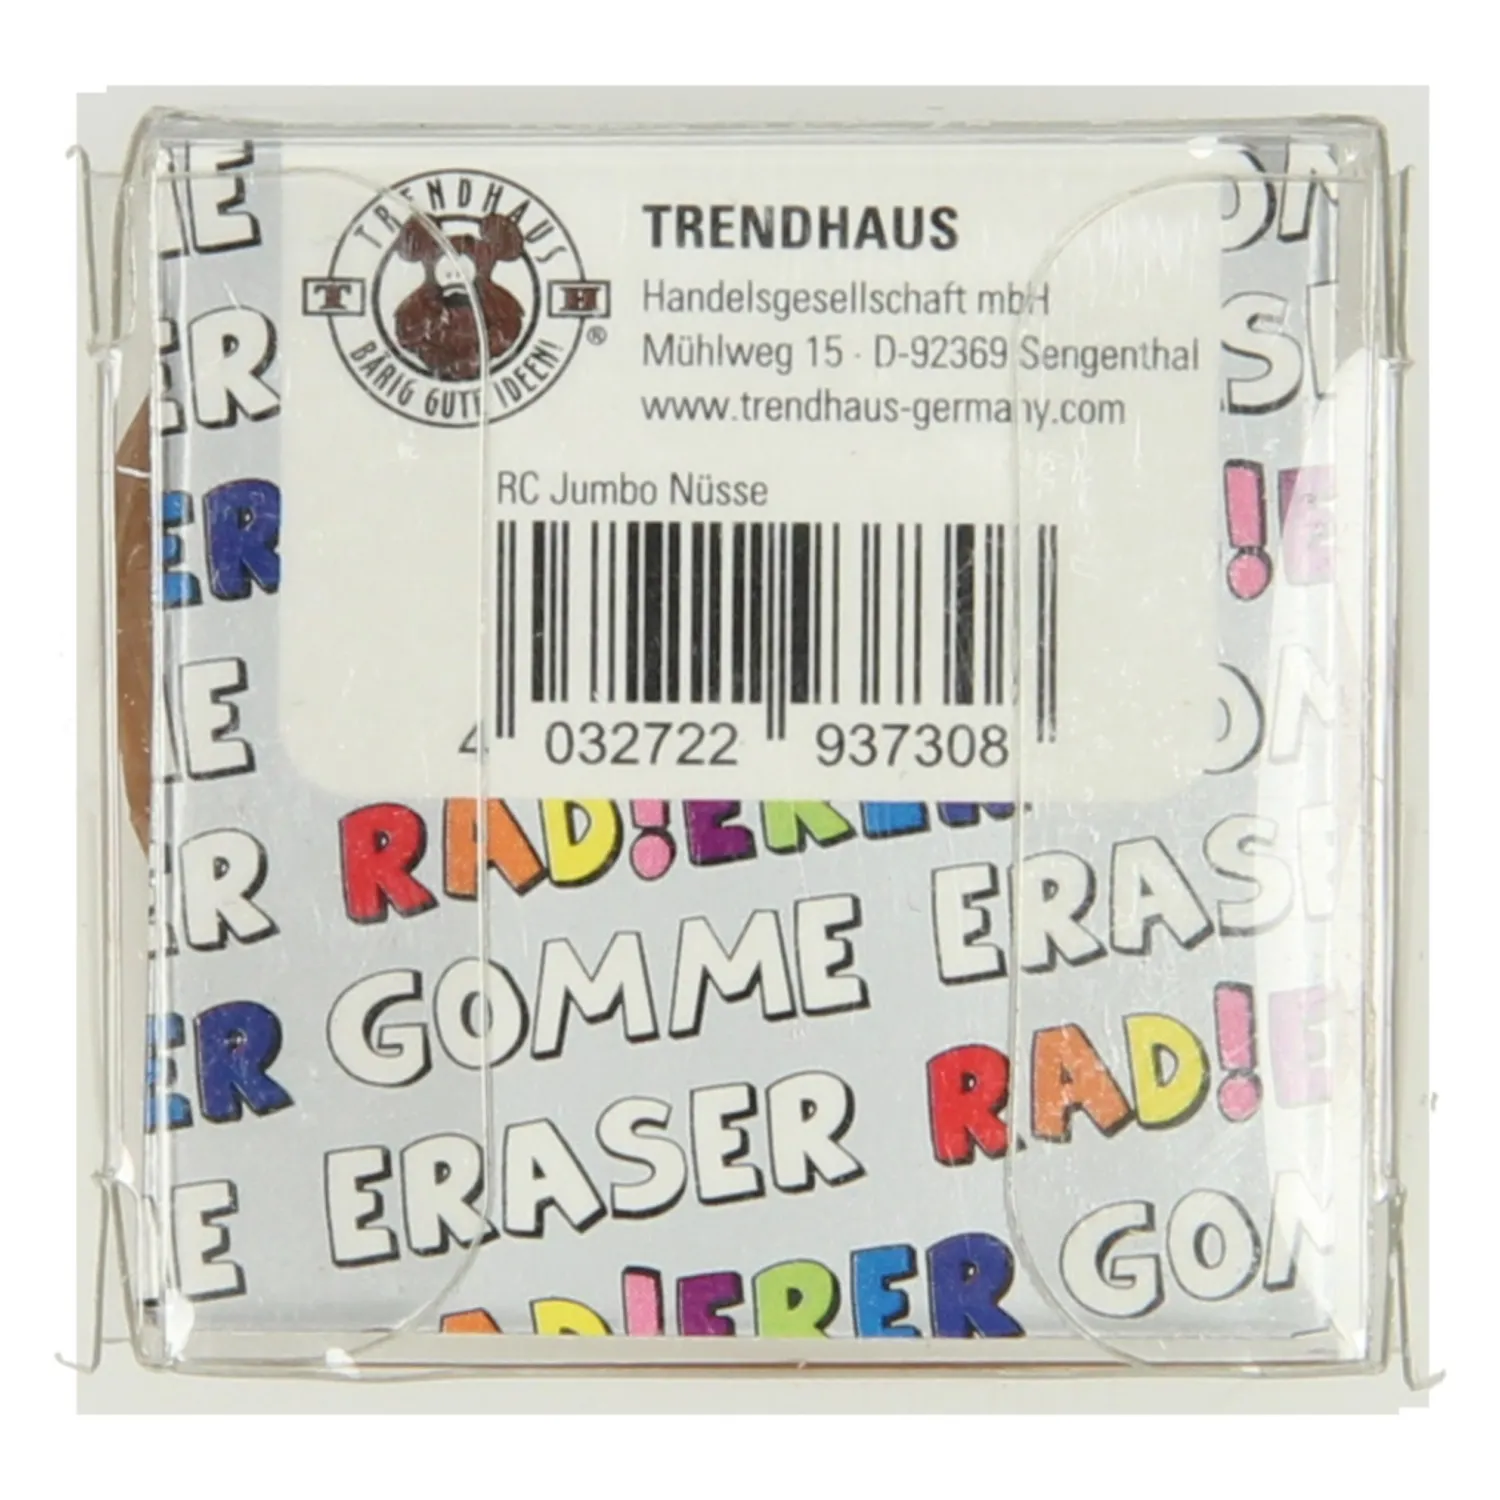 TRENDHAUS
T H ®
BÄRIG GUTE IDEEN!
TRENDHAUS
Handelsgesellschaft mbH
Mühlweg 15 · D-92369 Sengenthal
www.trendhaus-germany.com
RC Jumbo Nüsse
4 032722 937308
RAD!ERER
GOMME ERASE
ER RAD!E
ERASER
E GOM
RAD!ERER